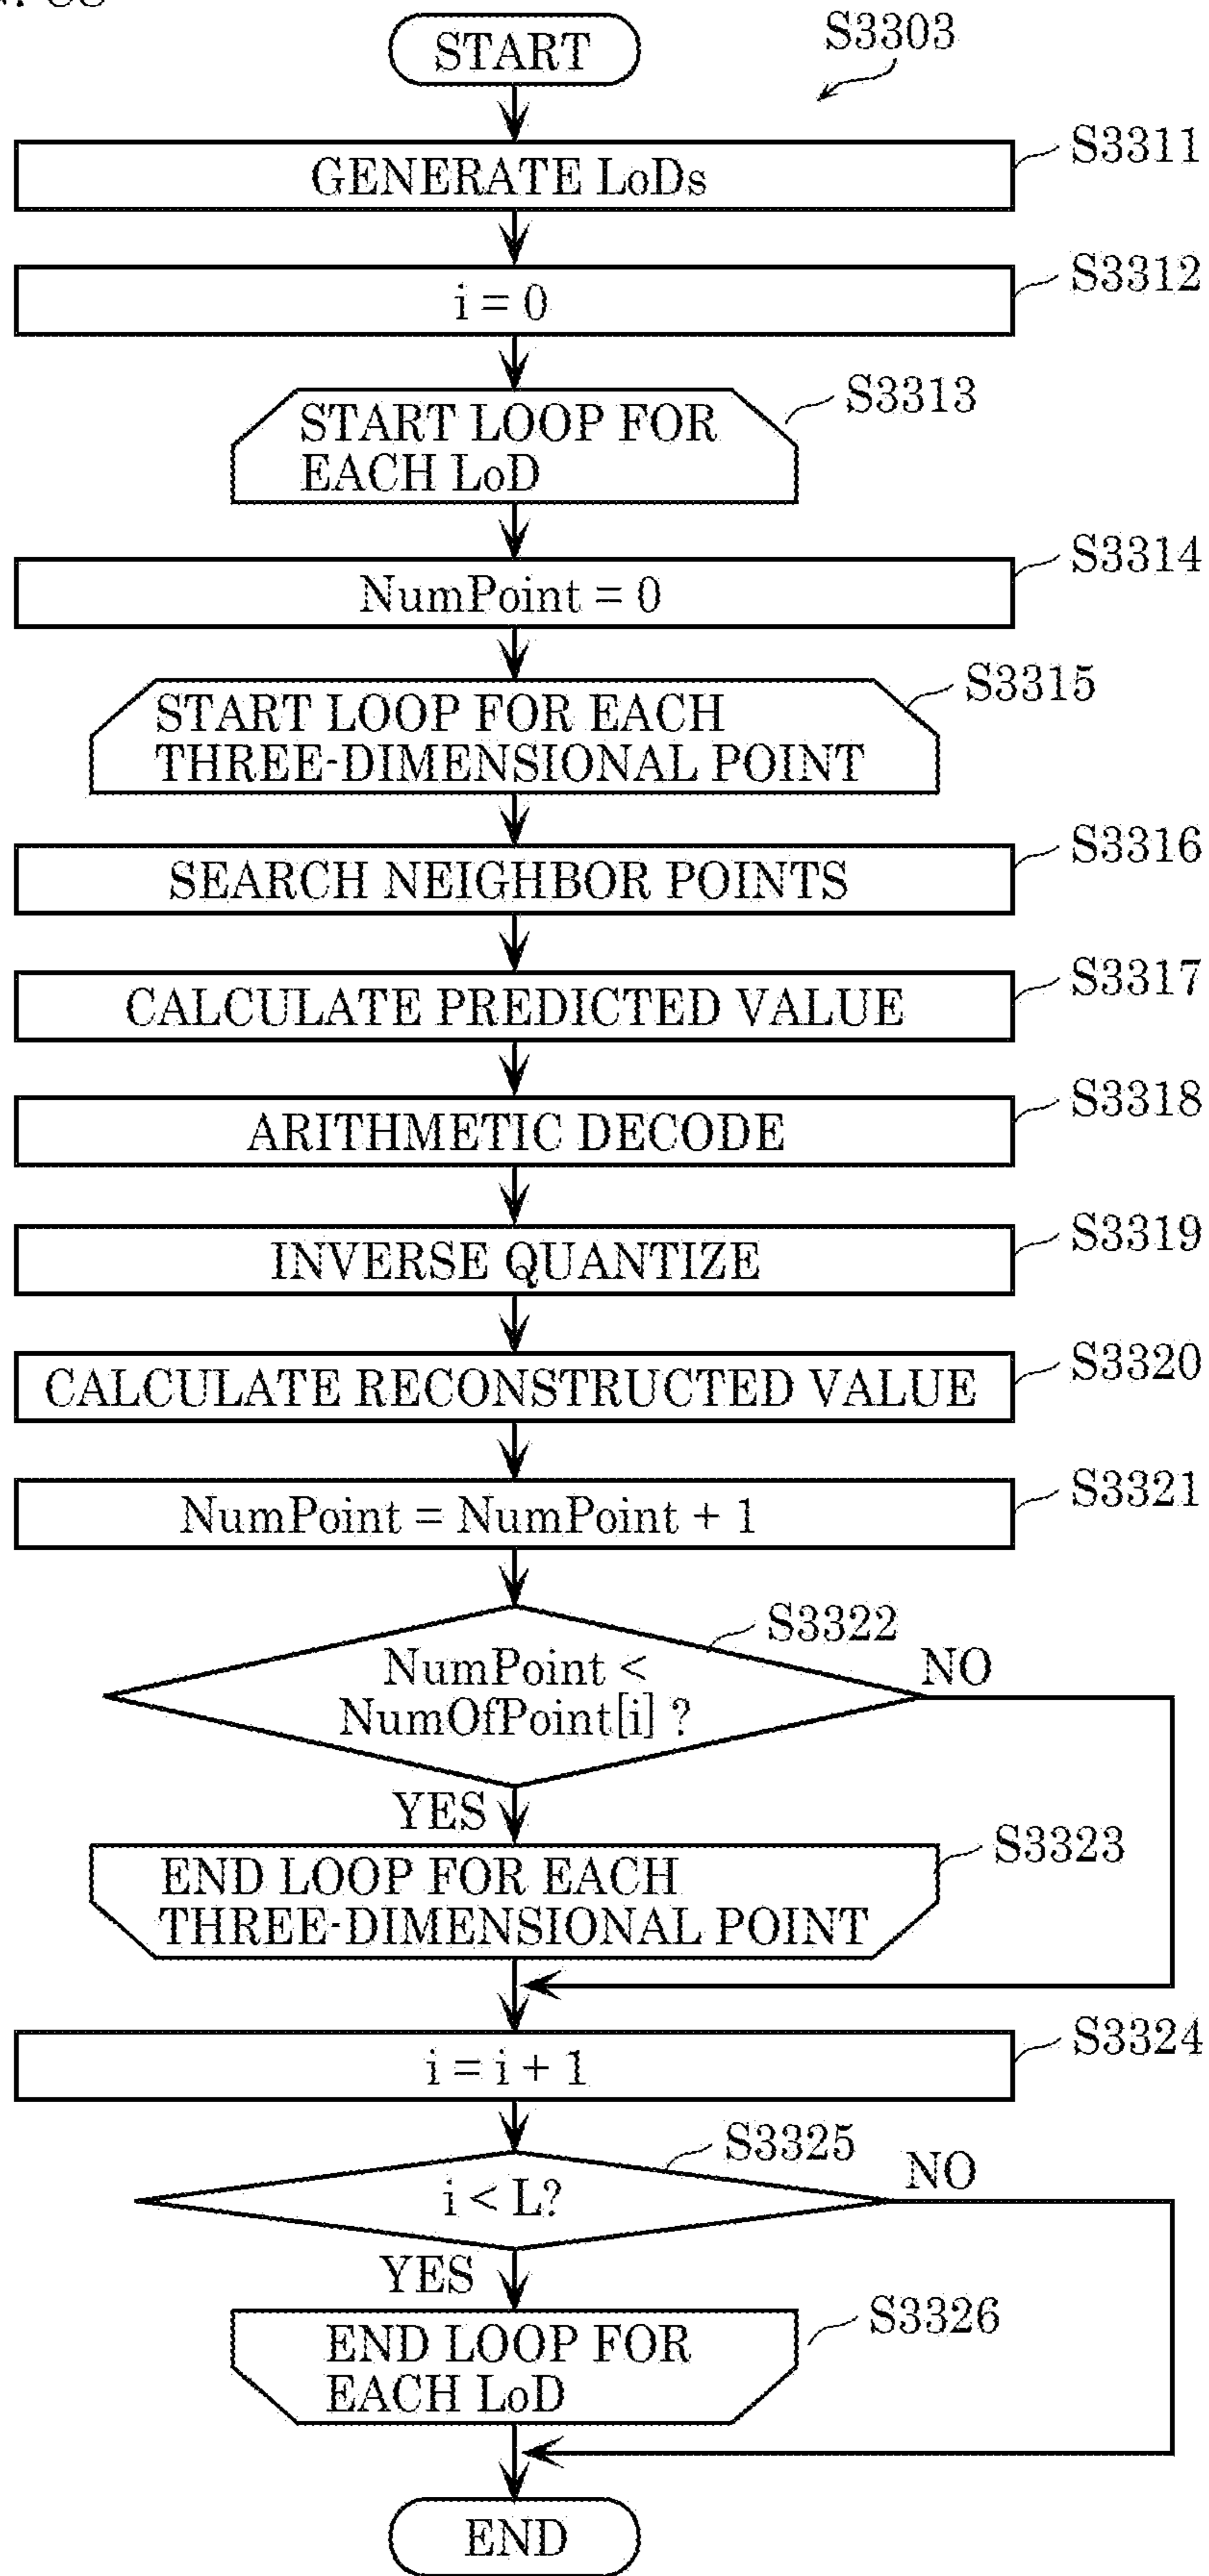 START
S3303
GENERATE LoDs
S3311
i = 0
S3312
START LOOP FOR
EACH LoD
S3313
NumPoint = 0
S3314
START LOOP FOR EACH
THREE-DIMENSIONAL POINT
S3315
SEARCH NEIGHBOR POINTS
S3316
CALCULATE PREDICTED VALUE
S3317
ARITHMETIC DECODE
S3318
INVERSE QUANTIZE
S3319
CALCULATE RECONSTRUCTED VALUE
S3320
NumPoint = NumPoint + 1
S3321
NumPoint <
NumOfPoint[i] ?
S3322
NO
YES
END LOOP FOR EACH
THREE-DIMENSIONAL POINT
S3323
i = i + 1
S3324
i < L?
S3325
NO
YES
END LOOP FOR
EACH LoD
S3326
END